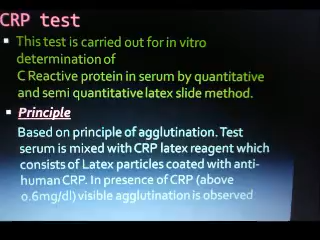 CRP test
This test is carried out for in vitro
determination of
C Reactive protein in serum by quantitative
and semi quantitative latex slide method.
Principle
Based on principle of agglutination. Test
serum is mixed with CRP latex reagent which
consists of Latex particles coated with anti-
human CRP. In presence of CRP (above
0.6mg/dl) visible agglutination is observed